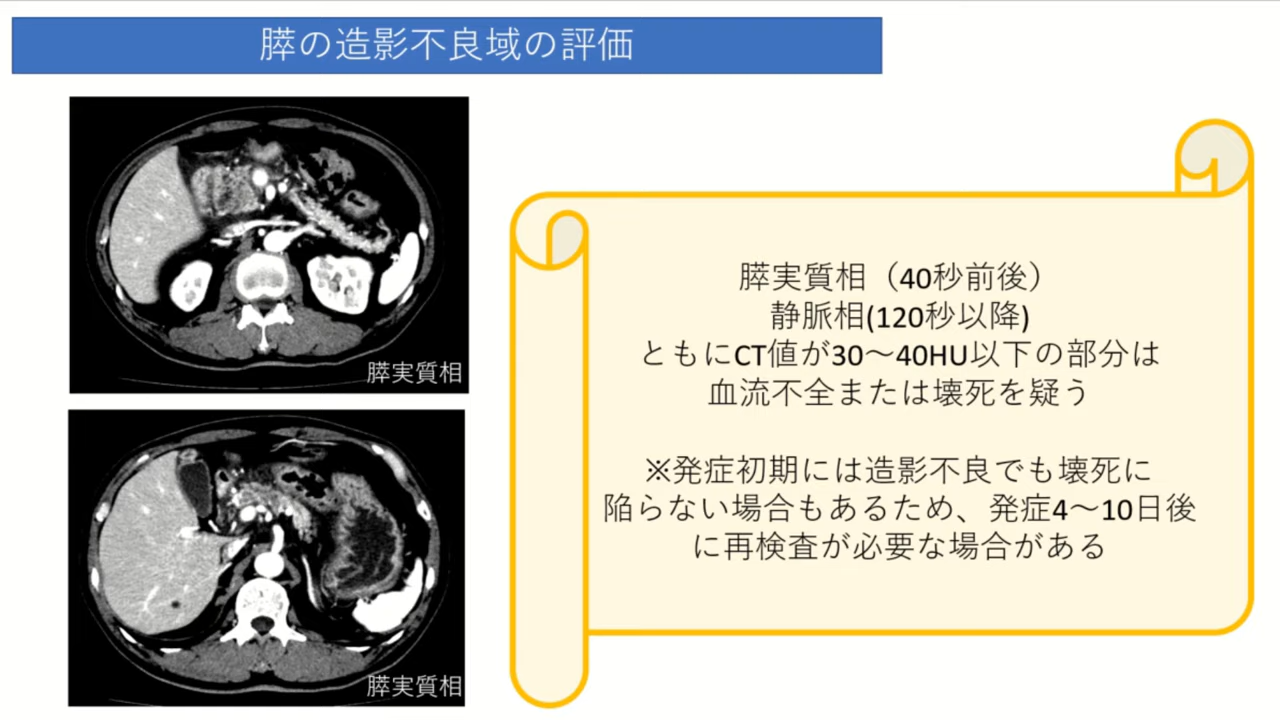 膵の造影不良域の評価
膵実質相
膵実質相
膵実質相（40秒前後）
静脈相(120秒以降)
ともにCT値が30～40HU以下の部分は
血流不全または壊死を疑う
※発症初期には造影不良でも壊死に
陥らない場合もあるため、発症4～10日後
に再検査が必要な場合がある